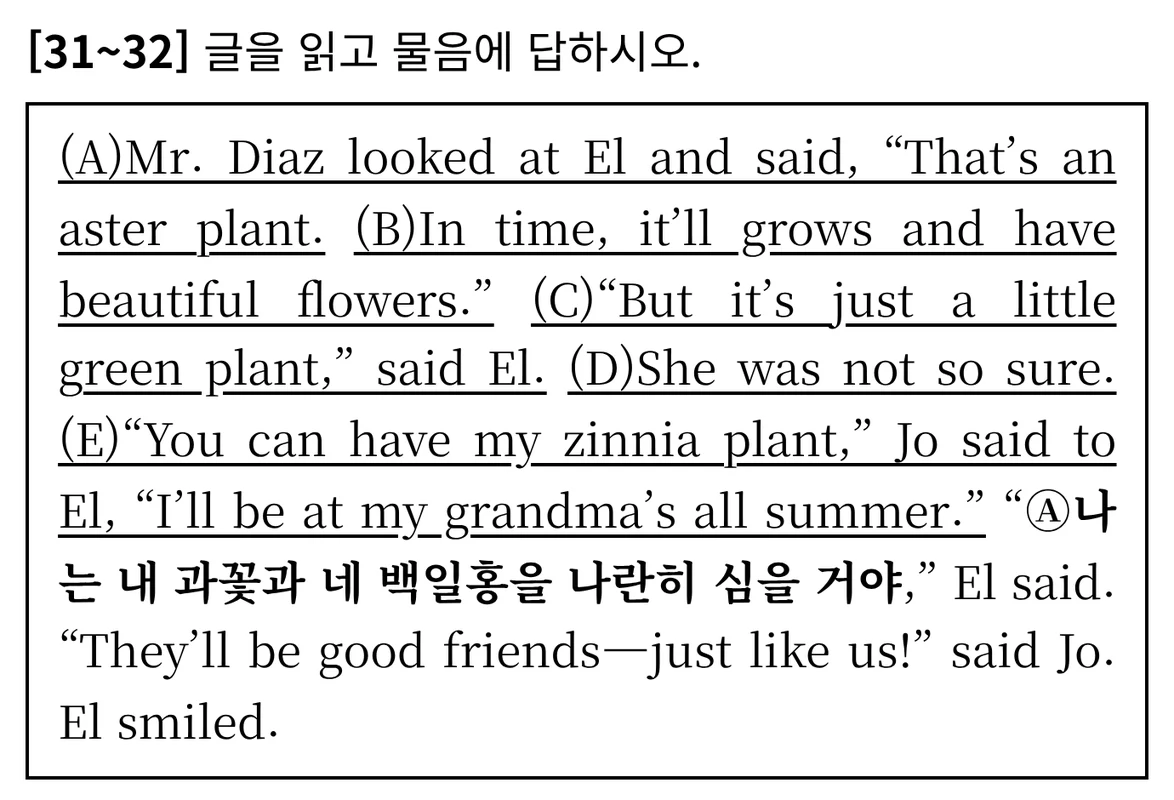 [31~32] 글을 읽고 물음에 답하시오.
(A)Mr. Diaz looked at El and said, “That’s an
aster plant. (B)In time, it’ll grows and have
beautiful flowers.” (C)“But it’s just a little
green plant,” said El. (D)She was not so sure.
(E)“You can have my zinnia plant,” Jo said to
El, “I’ll be at my grandma’s all summer.” “Ⓐ나
는 내 과꽃과 네 백일홍을 나란히 심을 거야,” El said.
“They’ll be good friends—just like us!” said Jo.
El smiled.